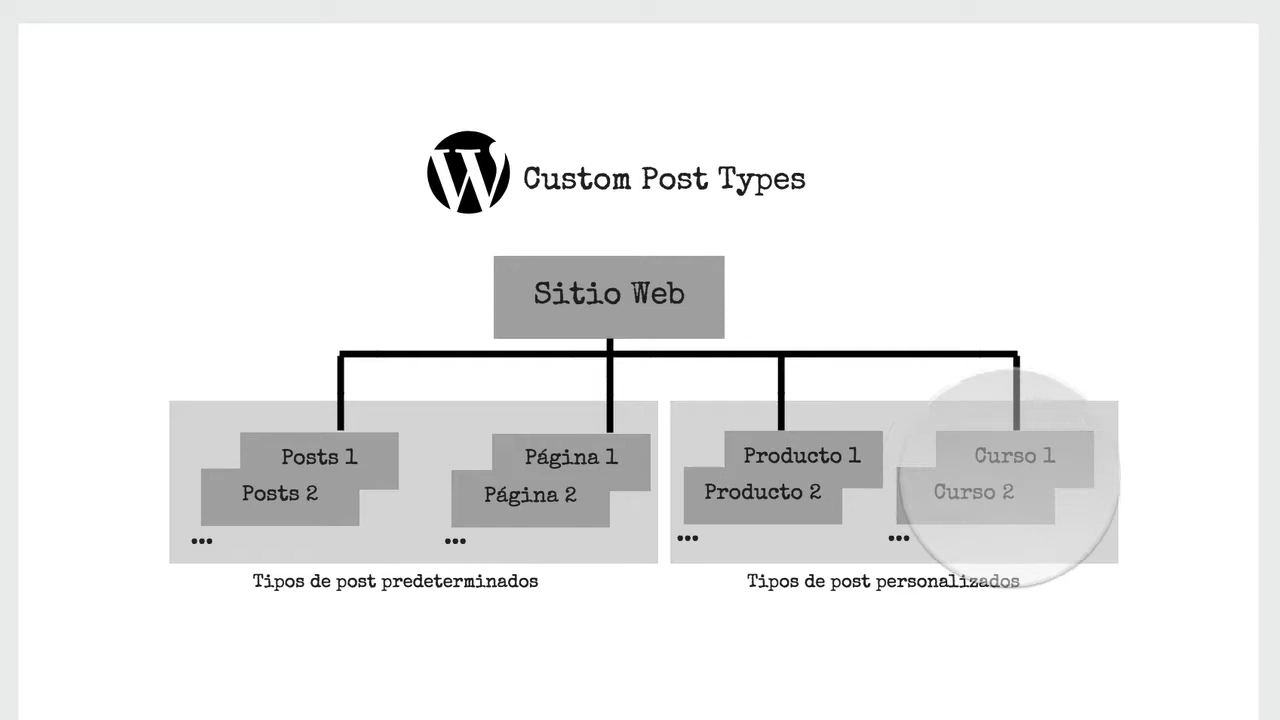 Custom Post Types
Sitio Web
Posts 1
Posts 2
...
Página 1
Página 2
...
Producto 1
Producto 2
...
Curso 1
Curso 2
...
Tipos de post predeterminados
Tipos de post personalizados